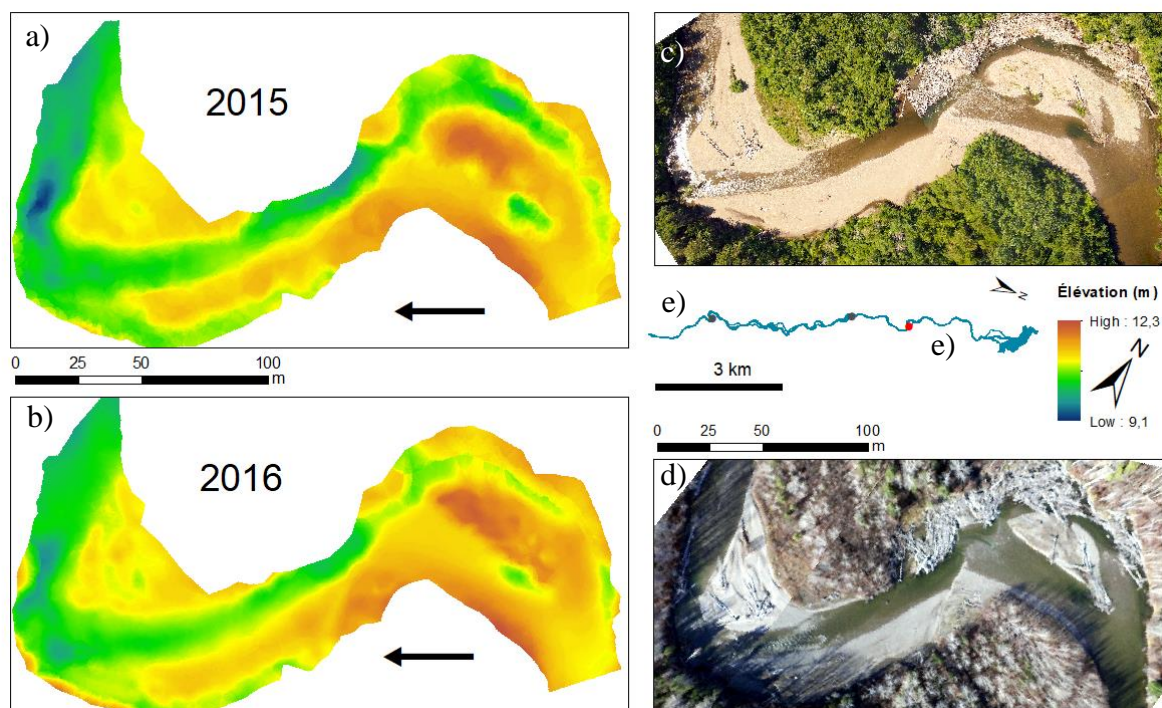 a)
2015
0 25 50 100
m
b)
2016
c)
e)
N
e)
3 km
Élévation (m)
High : 12,3
Low : 9,1
N
0 25 50 100
m
d)